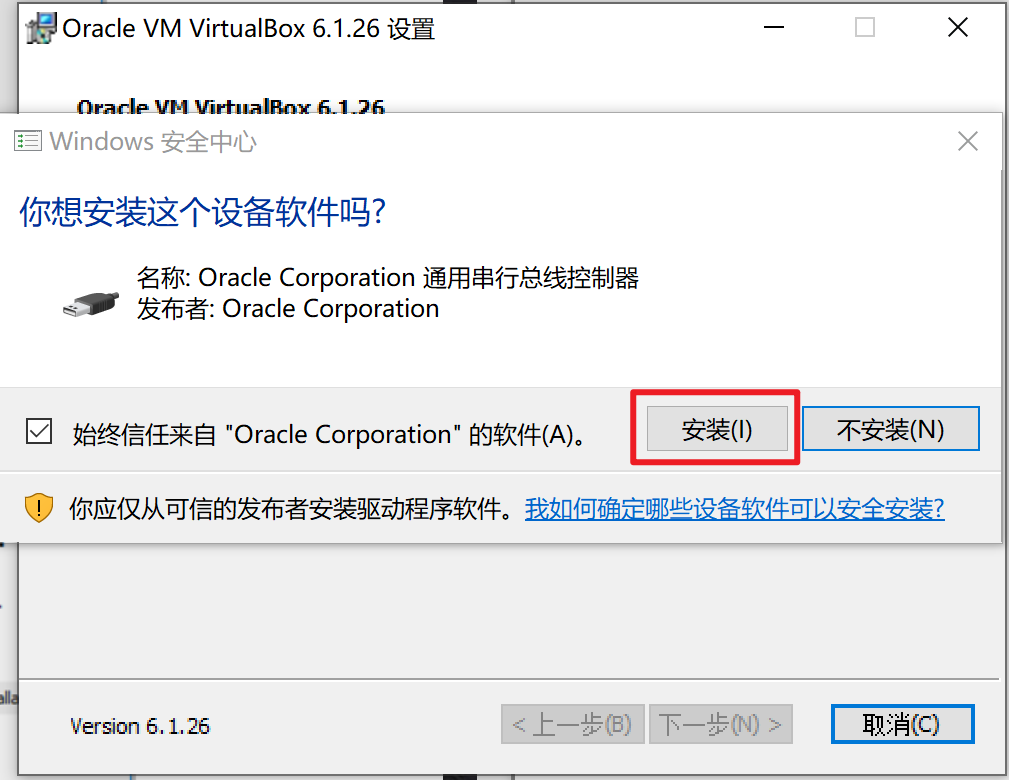 Oracle VM VirtualBox 6.1.26 设置
Oracle VM VirtualBox 6.1.26
Windows 安全中心
你想安装这个设备软件吗?
名称: Oracle Corporation 通用串行总线控制器
发布者: Oracle Corporation
始终信任来自 "Oracle Corporation" 的软件(A)。
安装(I)
不安装(N)
你应仅从可信的发布者安装驱动程序软件。我如何确定哪些设备软件可以安全安装?
Version 6.1.26
< 上一步(B)
下一步(N) >
取消(C)